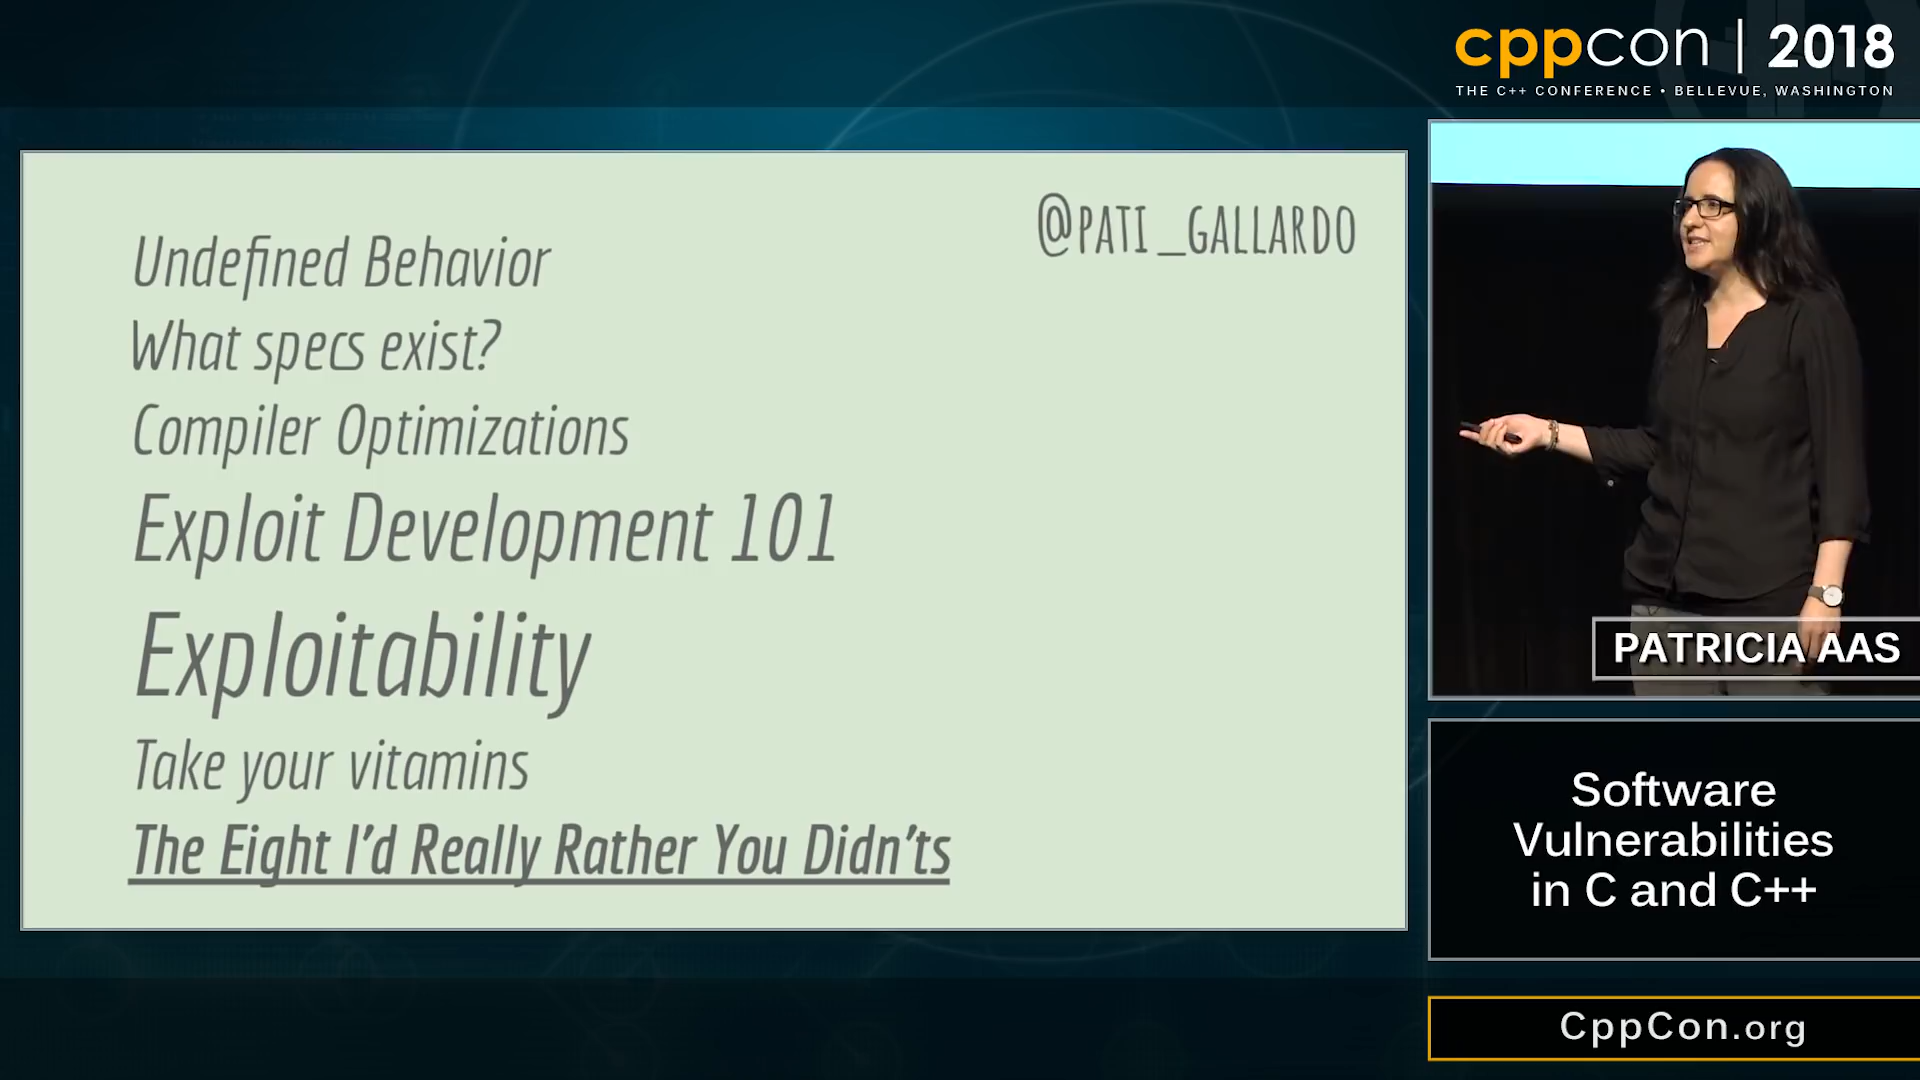 cppcon | 2018
THE C++ CONFERENCE • BELLEVUE, WASHINGTON
@PATI_GALLARDO
Undefined Behavior
What specs exist?
Compiler Optimizations
Exploit Development 101
Exploitability
Take your vitamins
The Eight I'd Really Rather You Didn'ts
PATRICIA AAS
Software
Vulnerabilities
in C and C++
CppCon.org